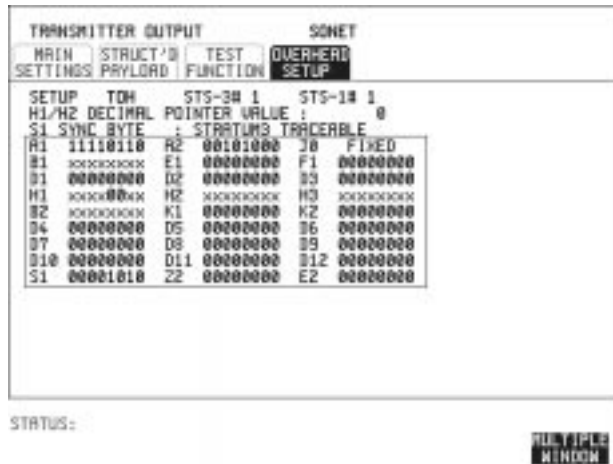 TRANSMITTER OUTPUT SONET
MAIN SETTINGS STRUCT'D PAYLOAD TEST FUNCTION OVERHEAD SETUP
SETUP TOH STS-3# 1 STS-1# 1
H1/H2 DECIMAL POINTER VALUE : 0
S1 SYNC BYTE : STRATUM3 TRACEABLE
A1 11110110 A2 00101000 J0 FIXED
B1 xxxxxxxx E1 00000000 F1 00000000
D1 00000000 D2 00000000 D3 00000000
H1 xxxx00xx H2 xxxxxxxx H3 xxxxxxxx
B2 xxxxxxxx K1 00000000 K2 00000000
D4 00000000 D5 00000000 D6 00000000
D7 00000000 D8 00000000 D9 00000000
D10 00000000 D11 00000000 D12 00000000
S1 00001010 Z2 00000000 E2 00000000
STATUS:
MULTIPLE WINDOW